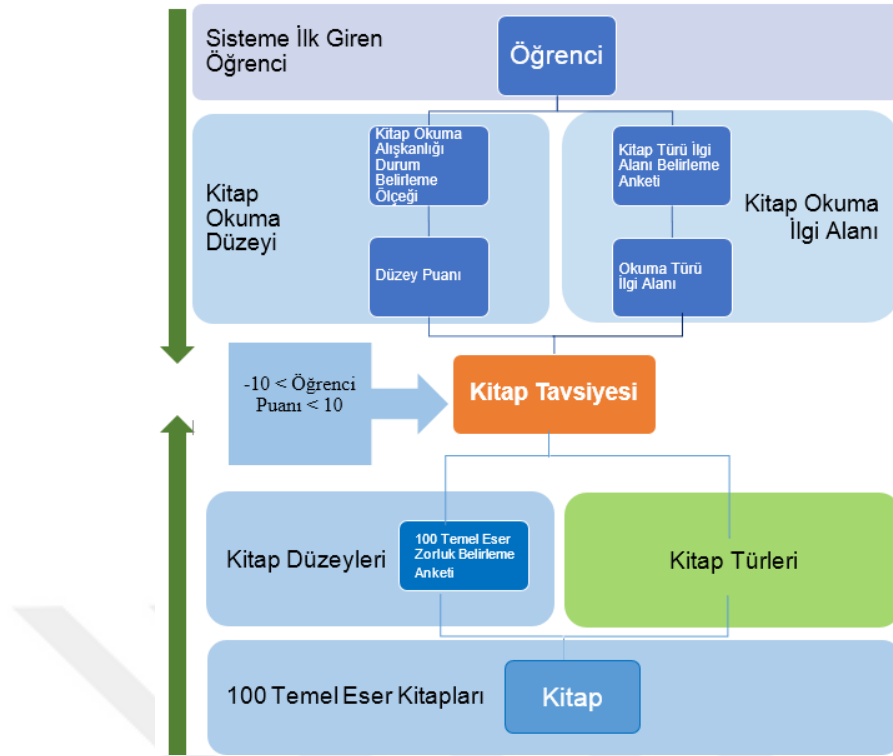 Sisteme İlk Giren
Öğrenci
Öğrenci
Kitap
Okuma
Düzeyi
Kitap Okuma
Alışkanlığı
Durum
Belirleme
Ölçeği
Düzey Puanı
Kitap Türü İlgi
Alanı Belirleme
Anketi
Okuma Türü
İlgi Alanı
Kitap Okuma
İlgi Alanı
-10 < Öğrenci
Puanı < 10
Kitap Tavsiyesi
Kitap Düzeyleri
100 Temel Eser
Zorluk Belirleme
Anketi
Kitap Türleri
100 Temel Eser Kitapları
Kitap